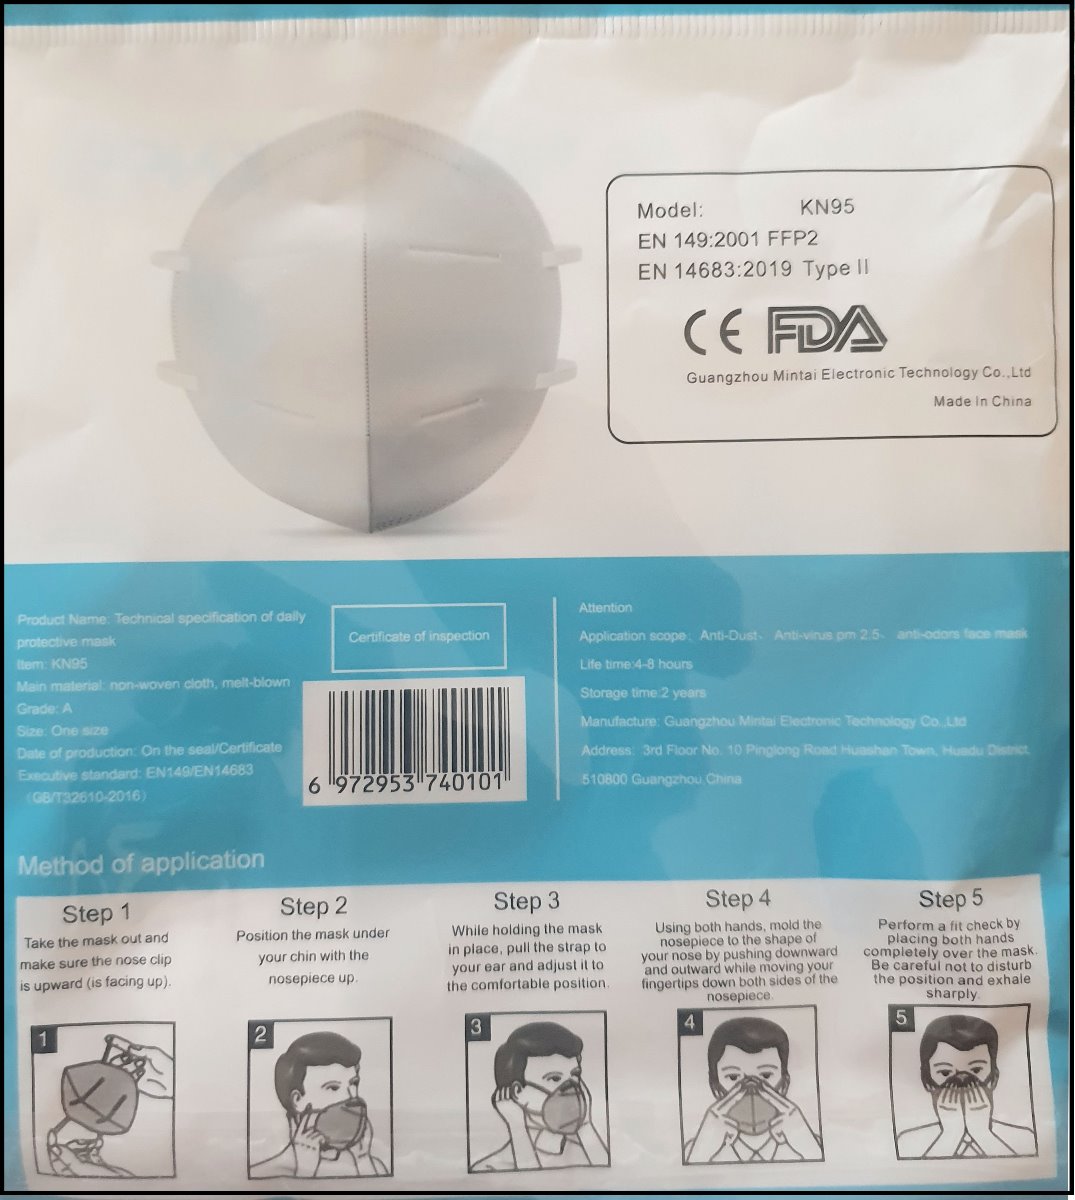 Model: KN95
EN 149:2001 FFP2
EN 14683:2019 Type II
CE FDA
Guangzhou Mintai Electronic Technology Co.,Ltd
Made in China
Product Name: Technical specification of daily
protective mask
Item: KN95
Main material: non-woven cloth, melt-blown
Grade: A
Size: One size
Date of production: On the seal/Certificate
Executive standard: EN149/EN14683
（GB/T32610-2016）
Certificate of inspection
6 972953 740101
Attention
Application scope: Anti-Dust、 Anti-virus pm 2.5、 anti-odors face mask
Life time:4-8 hours
Storage time:2 years
Manufacture: Guangzhou Mintai Electronic Technology Co.,Ltd
Address: 3rd Floor No. 10 Pinglong Road Huashan Town, Huadu District,
510800 Guangzhou,China
Method of application
Step 1
Take the mask out and
make sure the nose clip
is upward (is facing up).
1
Step 2
Position the mask under
your chin with the
nosepiece up.
2
Step 3
While holding the mask
in place, pull the strap to
your ear and adjust it to
the comfortable position.
3
Step 4
Using both hands, mold the
nosepiece to the shape of
your nose by pushing downward
and outward while moving your
fingertips down both sides of the
nosepiece.
4
Step 5
Perform a fit check by
placing both hands
completely over the mask.
Be careful not to disturb
the position and exhale
sharply.
5